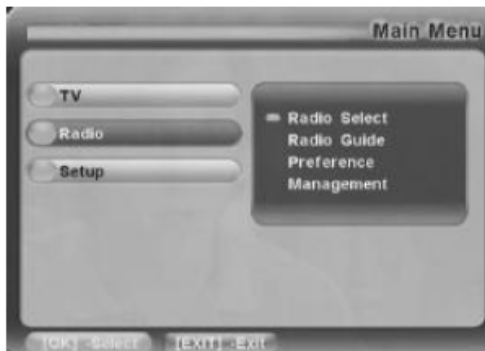 Main Menu
TV
Radio
Setup
Radio Select
Radio Guide
Preference
Management
[OK] -Select
[EXIT] -Exit